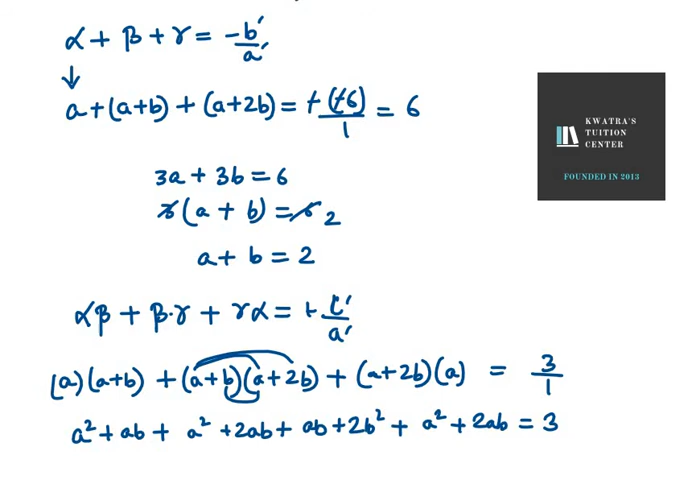 α + β + γ = -b'/a'
↓
a + (a+b) + (a+2b) = +(+6)/1 = 6
KWATRA'S
TUITION
CENTER
FOUNDED IN 2013
3a + 3b = 6
3(a + b) = 6 2
a + b = 2
αβ + β·γ + γα = + c'/a'
(a)(a+b) + (a+b)(a+2b) + (a+2b)(a) = 3/1
a² + ab + a² + 2ab + ab + 2b² + a² + 2ab = 3